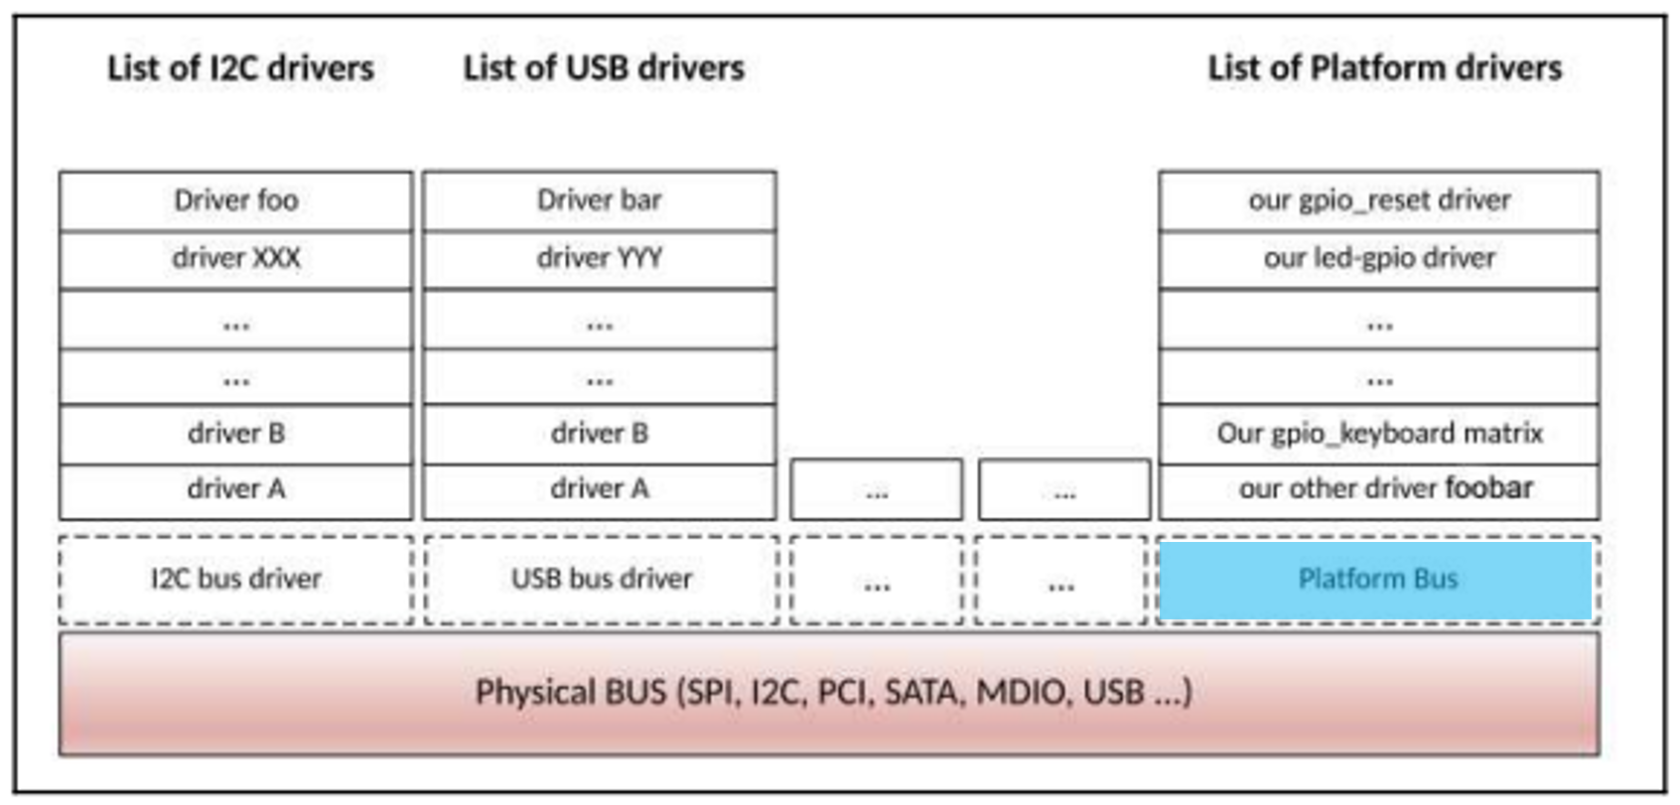 List of I2C drivers
List of USB drivers
List of Platform drivers
Driver foo
driver XXX
...
...
driver B
driver A
Driver bar
driver YYY
...
...
driver B
driver A
...
...
our gpio_reset driver
our led-gpio driver
...
...
Our gpio_keyboard matrix
our other driver foobar
I2C bus driver
USB bus driver
...
...
Platform Bus
Physical BUS (SPI, I2C, PCI, SATA, MDIO, USB ...)